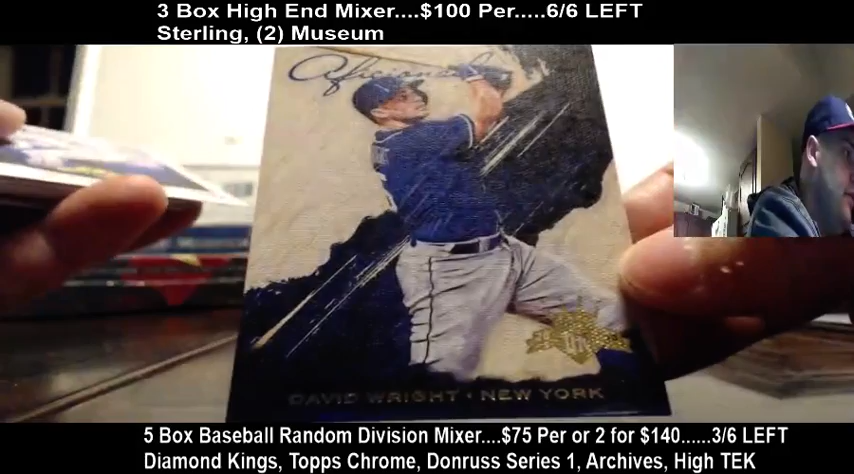 3 Box High End Mixer....$100 Per.....6/6 LEFT
Sterling, (2) Museum
Aficionado
DK
DAVID WRIGHT • NEW YORK
5 Box Baseball Random Division Mixer....$75 Per or 2 for $140......3/6 LEFT
Diamond Kings, Topps Chrome, Donruss Series 1, Archives, High TEK